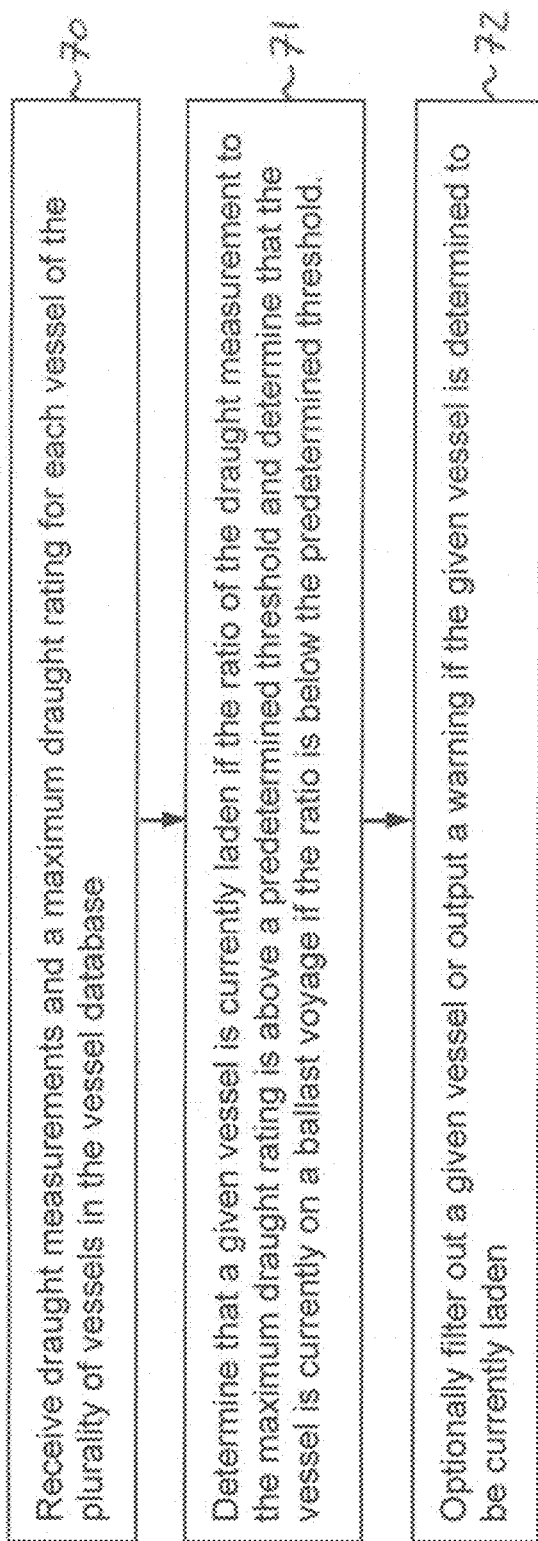 Receive draught measurements and a maximum draught rating for each vessel of the
plurality of vessels in the vessel database
70
Determine that a given vessel is currently laden if the ratio of the draught measurement to
the maximum draught rating is above a predetermined threshold and determine that the
vessel is currently on a ballast voyage if the ratio is below the predetermined threshold.
71
Optionally filter out a given vessel or output a warning if the given vessel is determined to
be currently laden
72